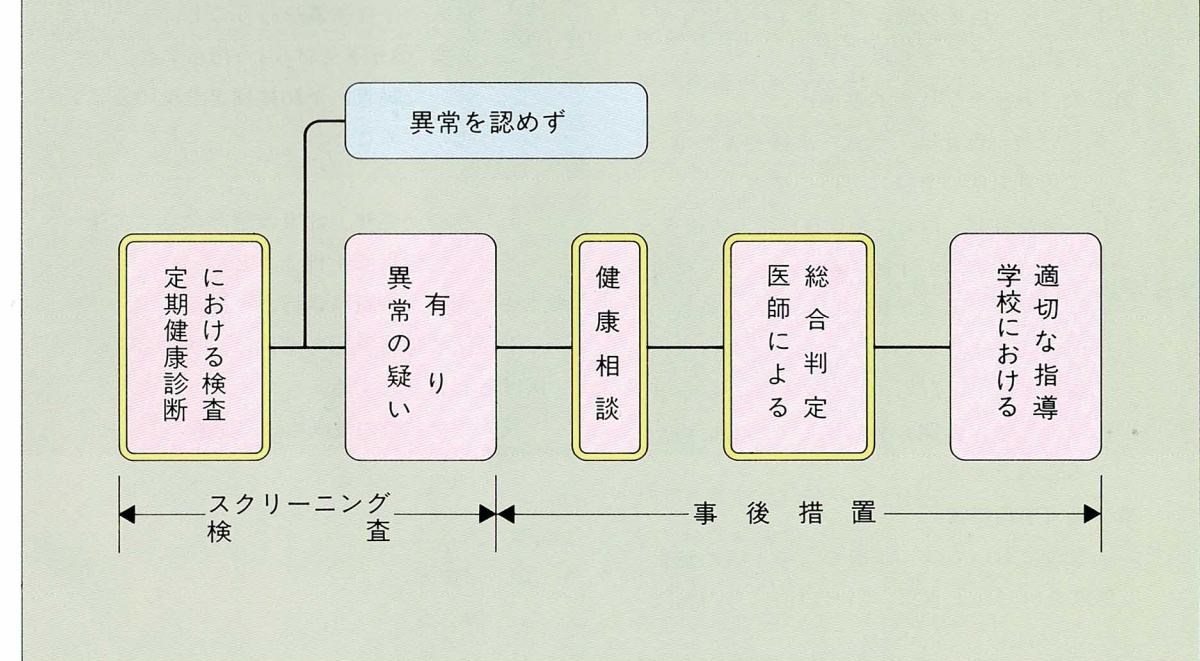 異常を認めず
定期健康診断
における検査
異常の疑い
有り
健康相談
医師による
総合判定
学校における
適切な指導
スクリーニング
検査
事後措置